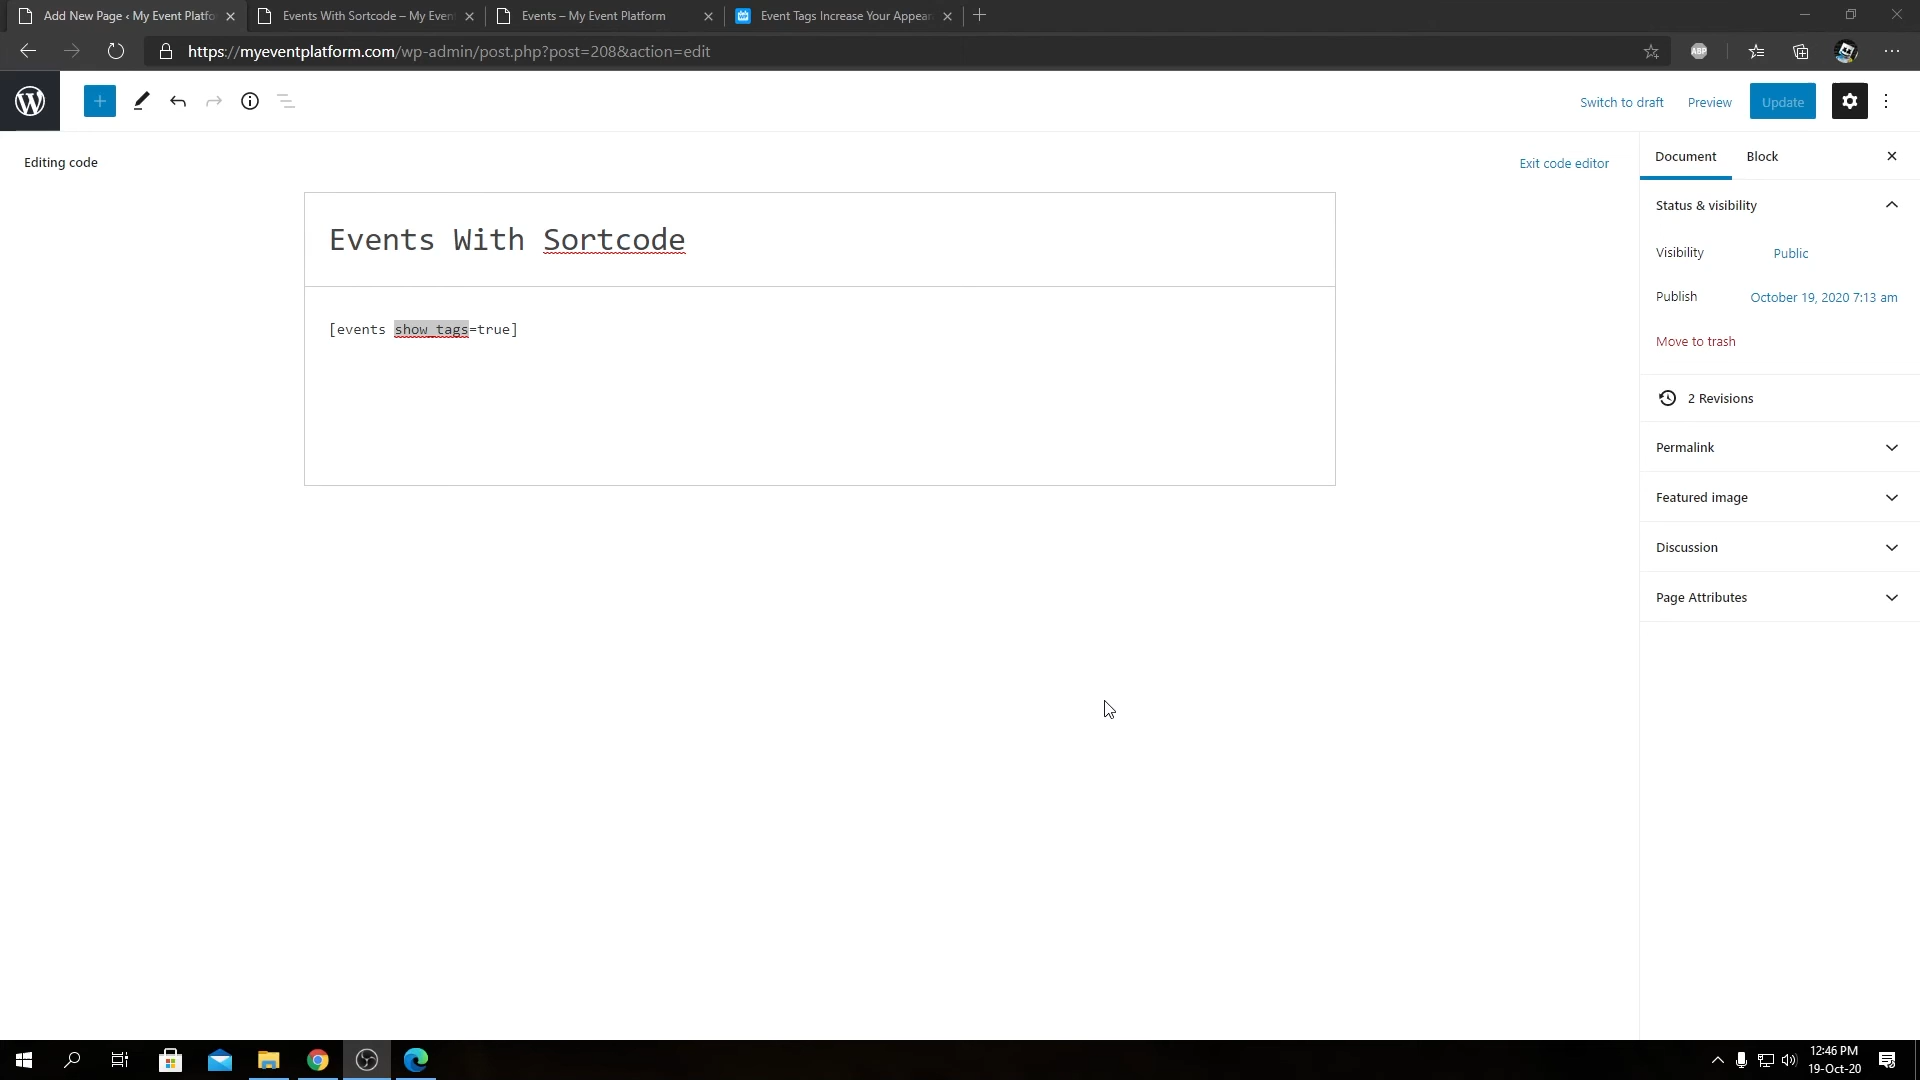 Add New Page ‹ My Event Platfo
Events With Sortcode – My Even
Events – My Event Platform
Event Tags Increase Your Appear
https://myeventplatform.com/wp-admin/post.php?post=208&action=edit
ABP
Switch to draft
Preview
Update
Editing code
Exit code editor
Document
Block
Events With Sortcode
[events show_tags=true]
Status & visibility
Visibility
Public
Publish
October 19, 2020 7:13 am
Move to trash
2 Revisions
Permalink
Featured image
Discussion
Page Attributes
12:46 PM
19-Oct-20